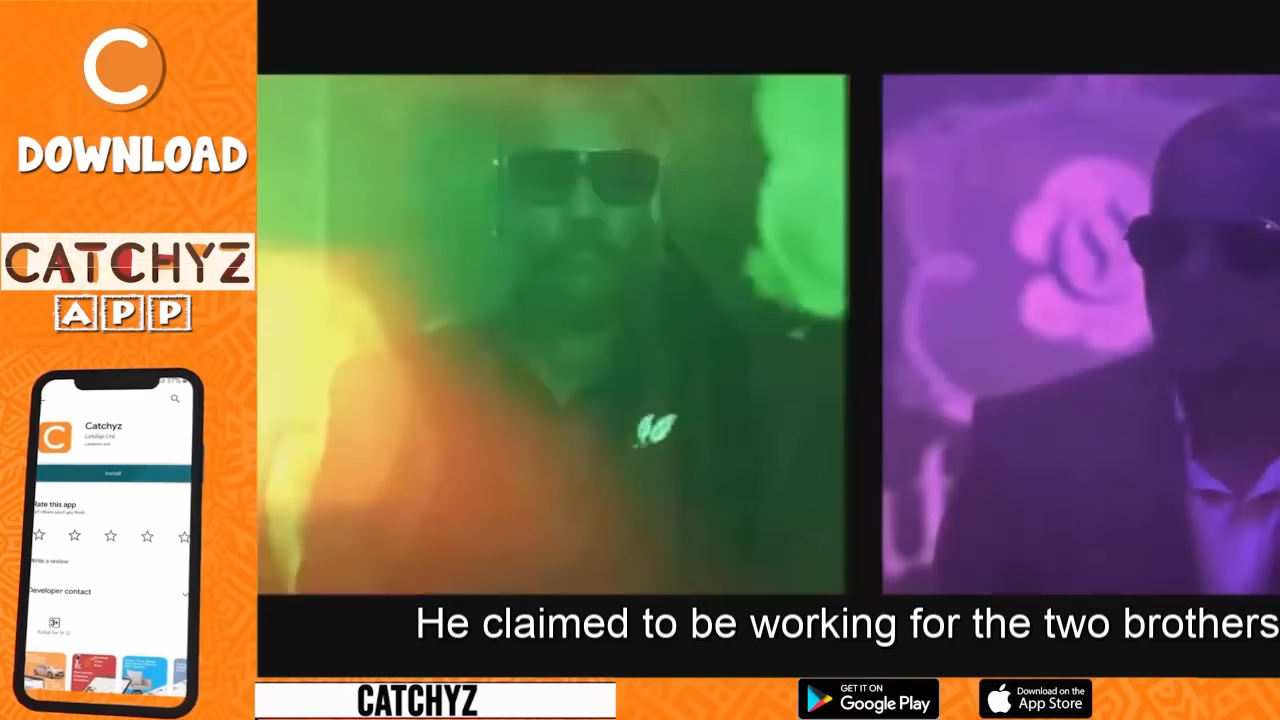 C
DOWNLOAD
CATCHYZ
APP
C
Catchyz
Install
Rate this app
Write a review
Developer contact
3+
He claimed to be working for the two brothers
CATCHYZ
GET IT ON
Google Play
Download on the
App Store